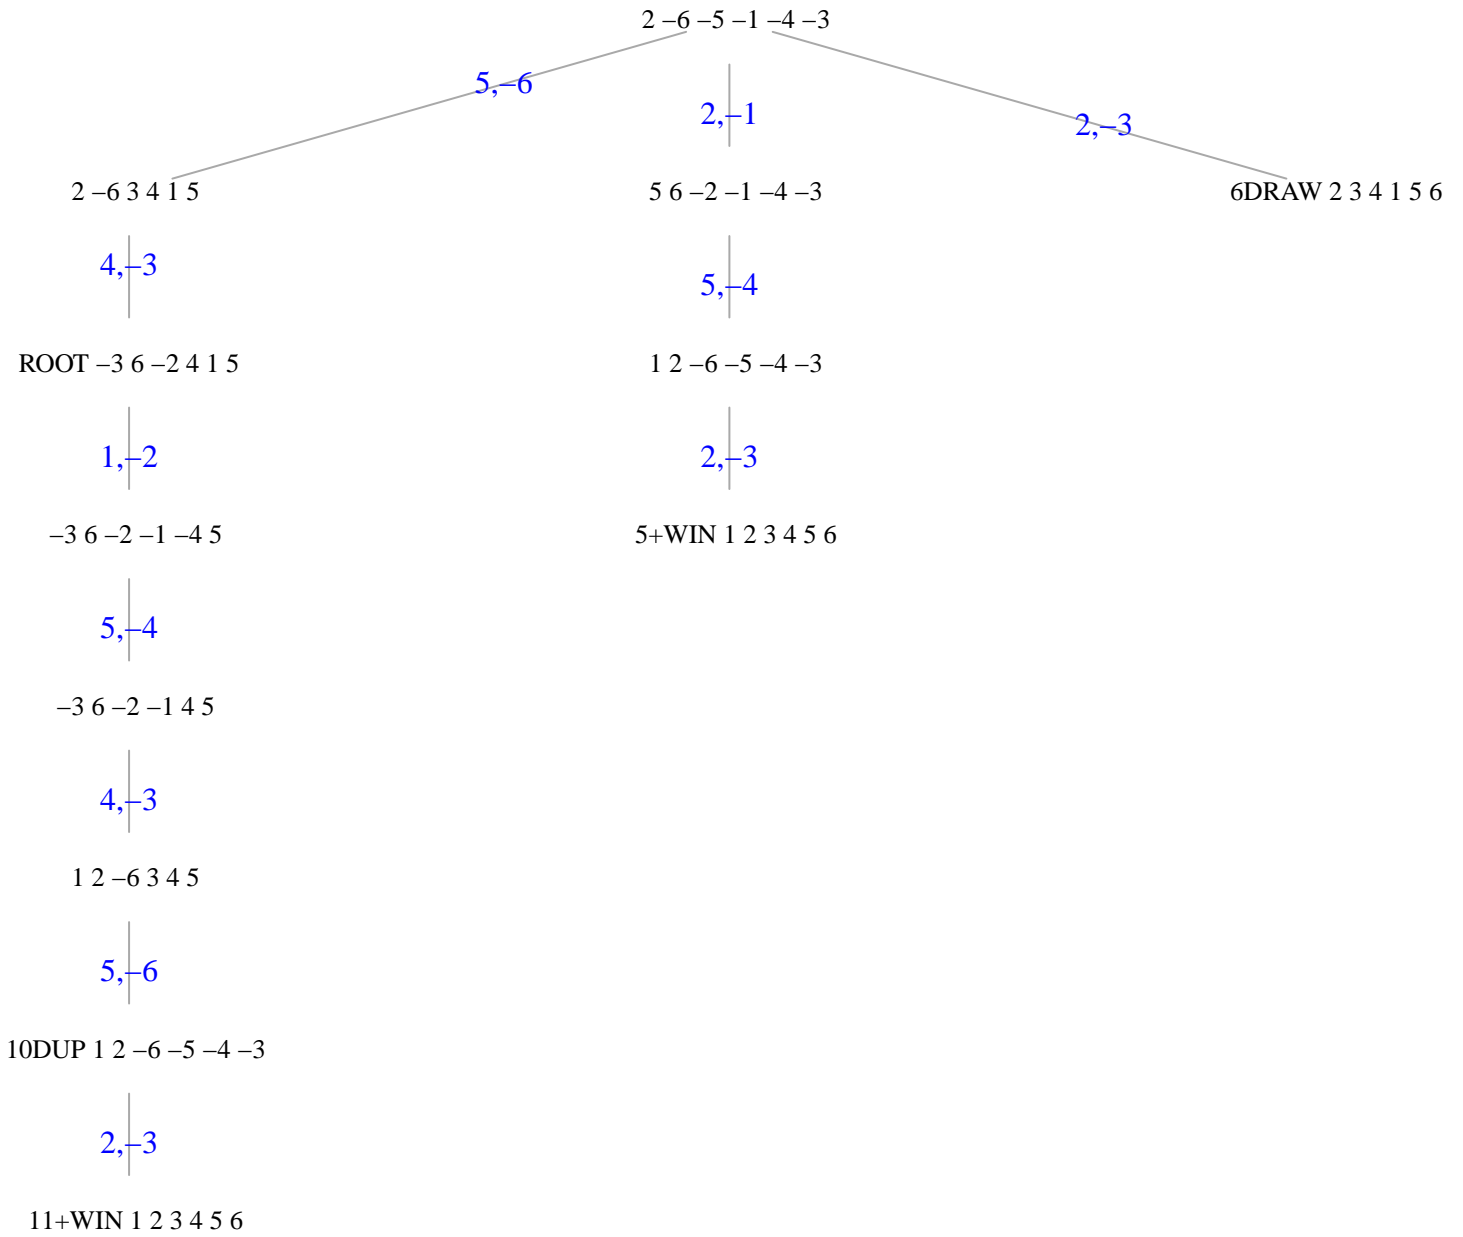 2 –6 –5 –1 –4 –3
5,–6
2,–1
2,–3
2 –6 3 4 1 5
5 6 –2 –1 –4 –3
6DRAW 2 3 4 1 5 6
4,–3
5,–4
ROOT –3 6 –2 4 1 5
1 2 –6 –5 –4 –3
1,–2
2,–3
–3 6 –2 –1 –4 5
5+WIN 1 2 3 4 5 6
5,–4
–3 6 –2 –1 4 5
4,–3
1 2 –6 3 4 5
5,–6
10DUP 1 2 –6 –5 –4 –3
2,–3
11+WIN 1 2 3 4 5 6